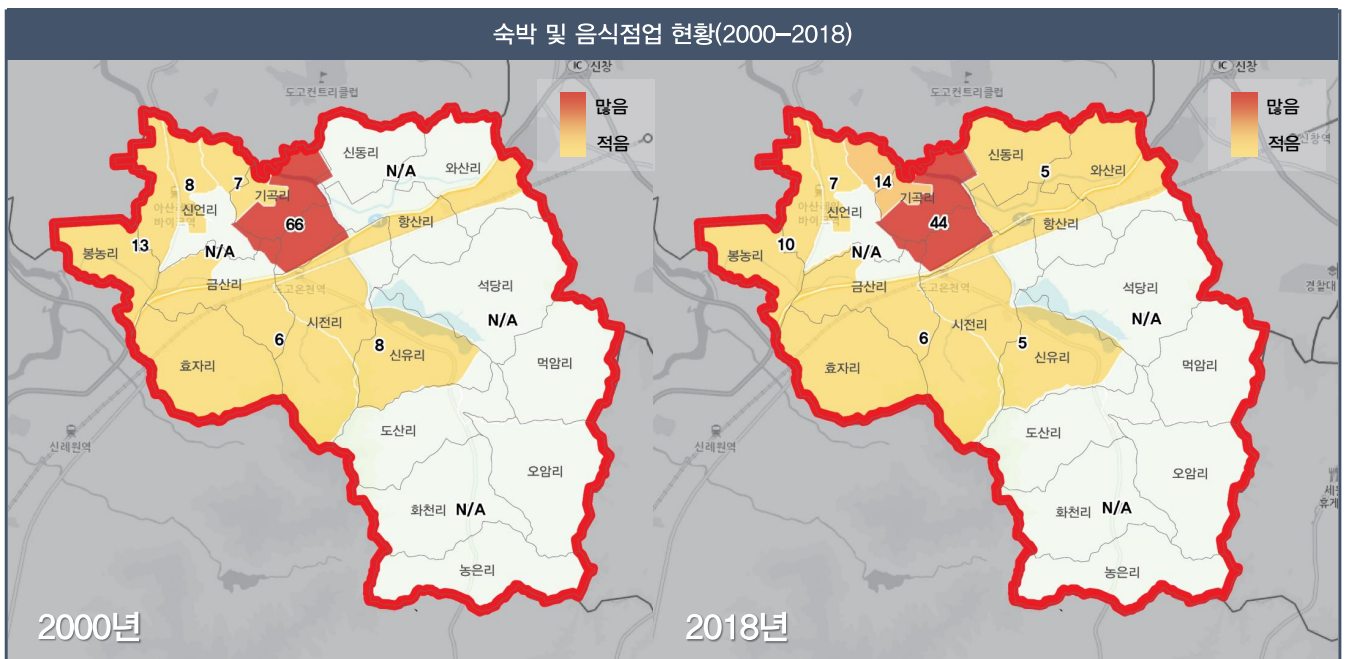 숙박 및 음식점업 현황(2000-2018)
IC 신창
도고컨트리클럽
많음
적음
신동리
N/A
와산리
8
7
기곡리
신언리
66
항산리
13
봉농리
N/A
금산리
도고온천역
석당리
N/A
시전리
6
8
신유리
효자리
먹암리
도산리
신례원역
오암리
화천리 N/A
농은리
2000년
IC 신창
도고컨트리클럽
많음
적음
신창역
신동리
5
와산리
7
14
기곡리
신언리
44
항산리
10
봉농리
N/A
금산리
도고온천역
석당리
N/A
경찰대
시전리
6
5
신유리
효자리
먹암리
도산리
신례원역
오암리
화천리 N/A
농은리
2018년